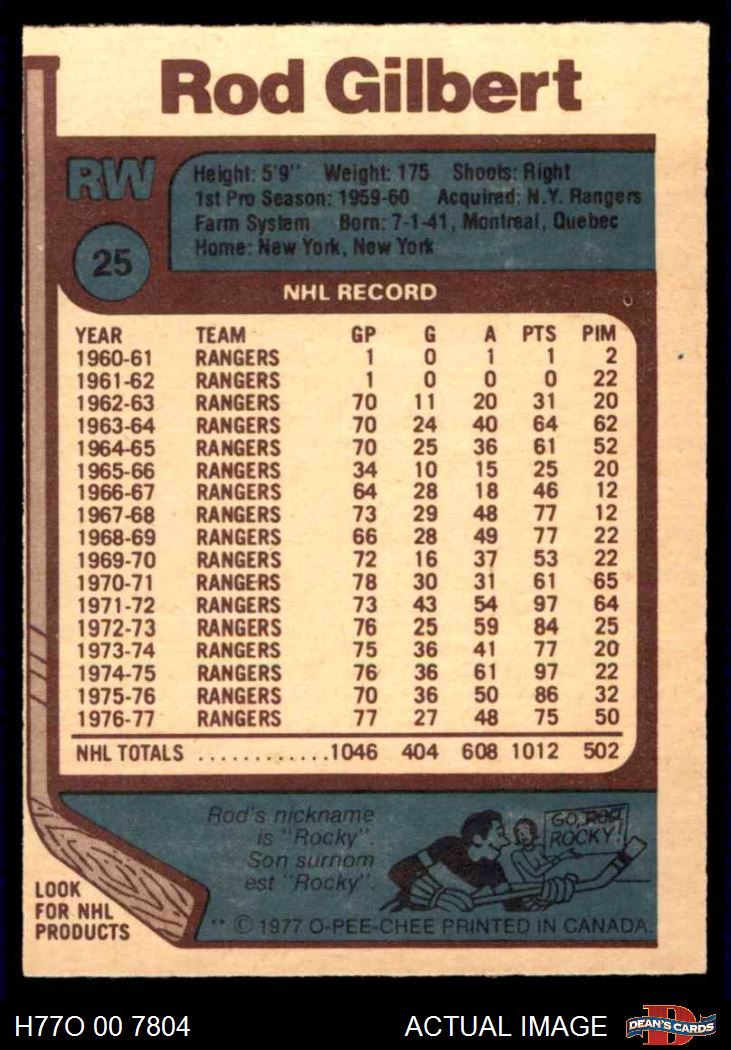 Rod Gilbert
RW
Height: 5'9" Weight: 175 Shoots: Right
1st Pro Season: 1959-60 Acquired: N.Y. Rangers
Farm System Born: 7-1-41, Montreal, Quebec
Home: New York, New York
25
NHL RECORD
YEAR TEAM GP G A PTS PIM
1960-61 RANGERS 1 0 1 1 2
1961-62 RANGERS 1 0 0 0 22
1962-63 RANGERS 70 11 20 31 20
1963-64 RANGERS 70 24 40 64 62
1964-65 RANGERS 70 25 36 61 52
1965-66 RANGERS 34 10 15 25 20
1966-67 RANGERS 64 28 18 46 12
1967-68 RANGERS 73 29 48 77 12
1968-69 RANGERS 66 28 49 77 22
1969-70 RANGERS 72 16 37 53 22
1970-71 RANGERS 78 30 31 61 65
1971-72 RANGERS 73 43 54 97 64
1972-73 RANGERS 76 25 59 84 25
1973-74 RANGERS 75 36 41 77 20
1974-75 RANGERS 76 36 61 97 22
1975-76 RANGERS 70 36 50 86 32
1976-77 RANGERS 77 27 48 75 50
NHL TOTALS ............1046 404 608 1012 502
Rod's nickname
is "Rocky".
Son surnom
est "Rocky".
GO,
ROCKY!
LOOK
FOR NHL
PRODUCTS
** © 1977 O-PEE-CHEE PRINTED IN CANADA.
H77O 00 7804 ACTUAL IMAGE
D
DEAN'S CARDS